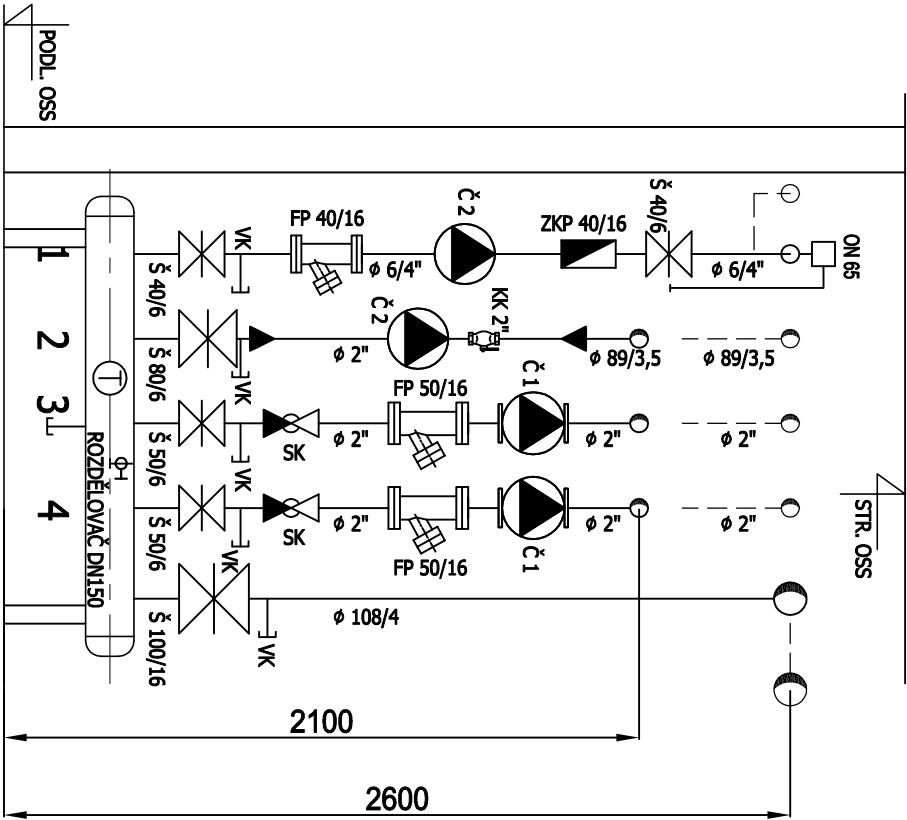 PODL. OSS
Š 40/6
ON 65
Č 2
ZKP 40/16
FP 40/16
VK
ø 6/4"
ø 6/4"
1
Š 40/6
KK 2"
Č 2
2
Š 80/6
VK
ø 2"
ø 89/3,5
ø 89/3,5
T
FP 50/16
Č 1
3
Š 50/6
VK
SK
ø 2"
ø 2"
ø 2"
ROZDĚLOVAČ DN150
VK
4
Š 50/6
VK
SK
ø 2"
FP 50/16
Č 1
ø 2"
ø 2"
STR. OSS
Š 100/16
VK
ø 108/4
2100
2600